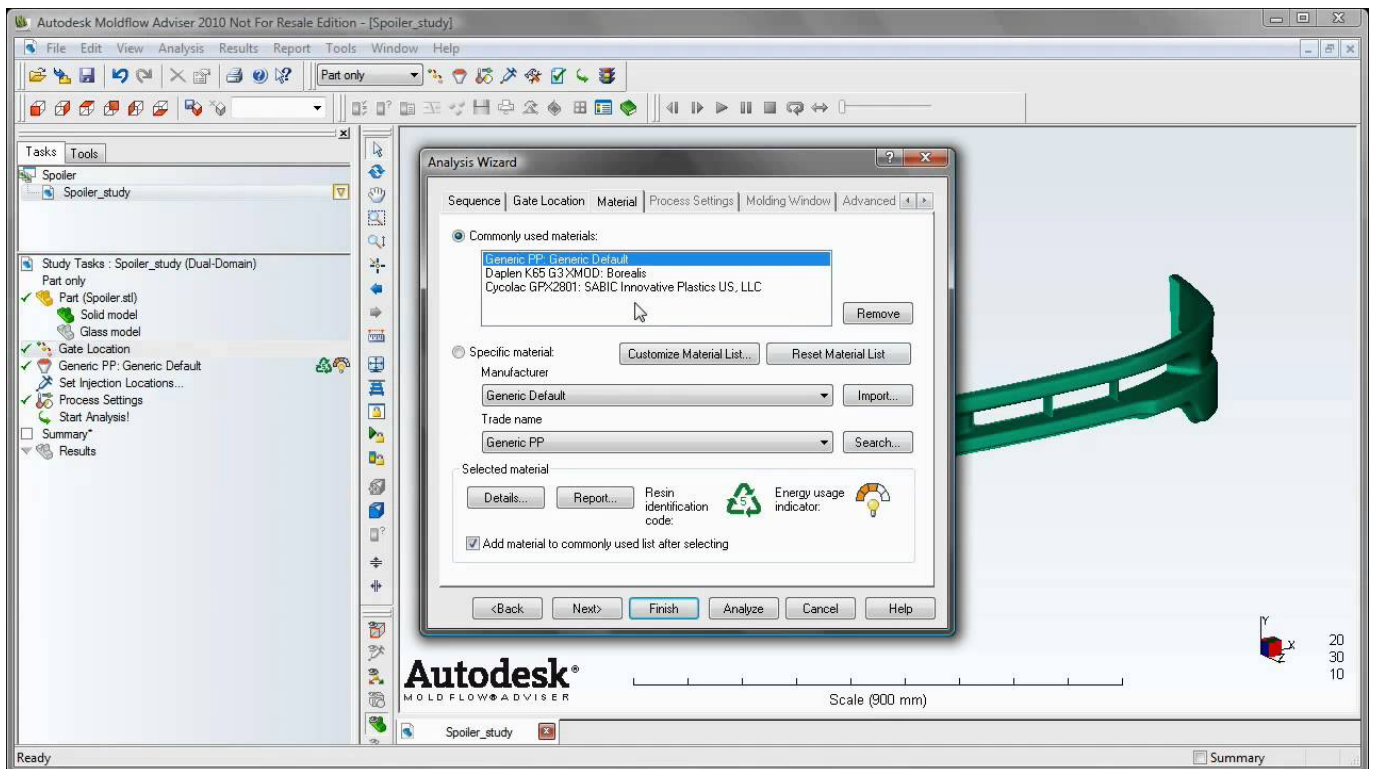 Autodesk Moldflow Adviser 2010 Not For Resale Edition - [Spoiler_study]
File Edit View Analysis Results Report Tools Window Help
Part only
Tasks Tools
Spoiler
Spoiler_study
Study Tasks : Spoiler_study (Dual-Domain)
Part only
Part (Spoiler.stl)
Solid model
Glass model
Gate Location
Generic PP: Generic Default
Set Injection Locations...
Process Settings
Start Analysis!
Summary*
Results
Analysis Wizard
Sequence Gate Location Material Process Settings Molding Window Advanced
Commonly used materials:
Generic PP: Generic Default
Daplen K65 G3 XMOD: Borealis
Cycolac GPX2801: SABIC Innovative Plastics US, LLC
Remove
Specific material: Customize Material List... Reset Material List
Manufacturer
Generic Default Import...
Trade name
Generic PP Search...
Selected material
Details... Report... Resin identification code: 5 Energy usage indicator:
Add material to commonly used list after selecting
<Back Next> Finish Analyze Cancel Help
Autodesk®
MOLDFLOW® ADVISER
Scale (900 mm)
Y
X
Z
20
30
10
Spoiler_study
Ready
Summary